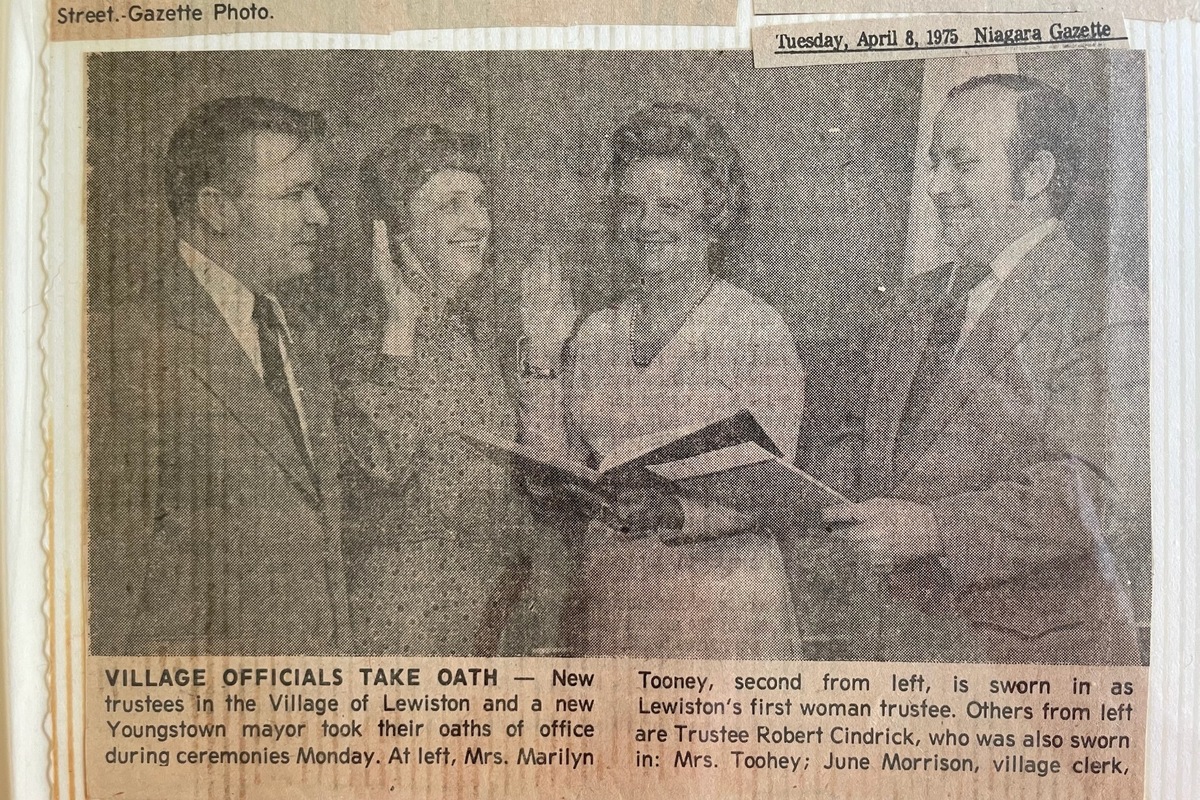 Street.-Gazette Photo.
Tuesday, April 8, 1975 Niagara Gazette
VILLAGE OFFICIALS TAKE OATH — New
trustees in the Village of Lewiston and a new
Youngstown mayor took their oaths of office
during ceremonies Monday. At left, Mrs. Marilyn
Tooney, second from left, is sworn in as
Lewiston's first woman trustee. Others from left
are Trustee Robert Cindrick, who was also sworn
in: Mrs. Toohey; June Morrison, village clerk,